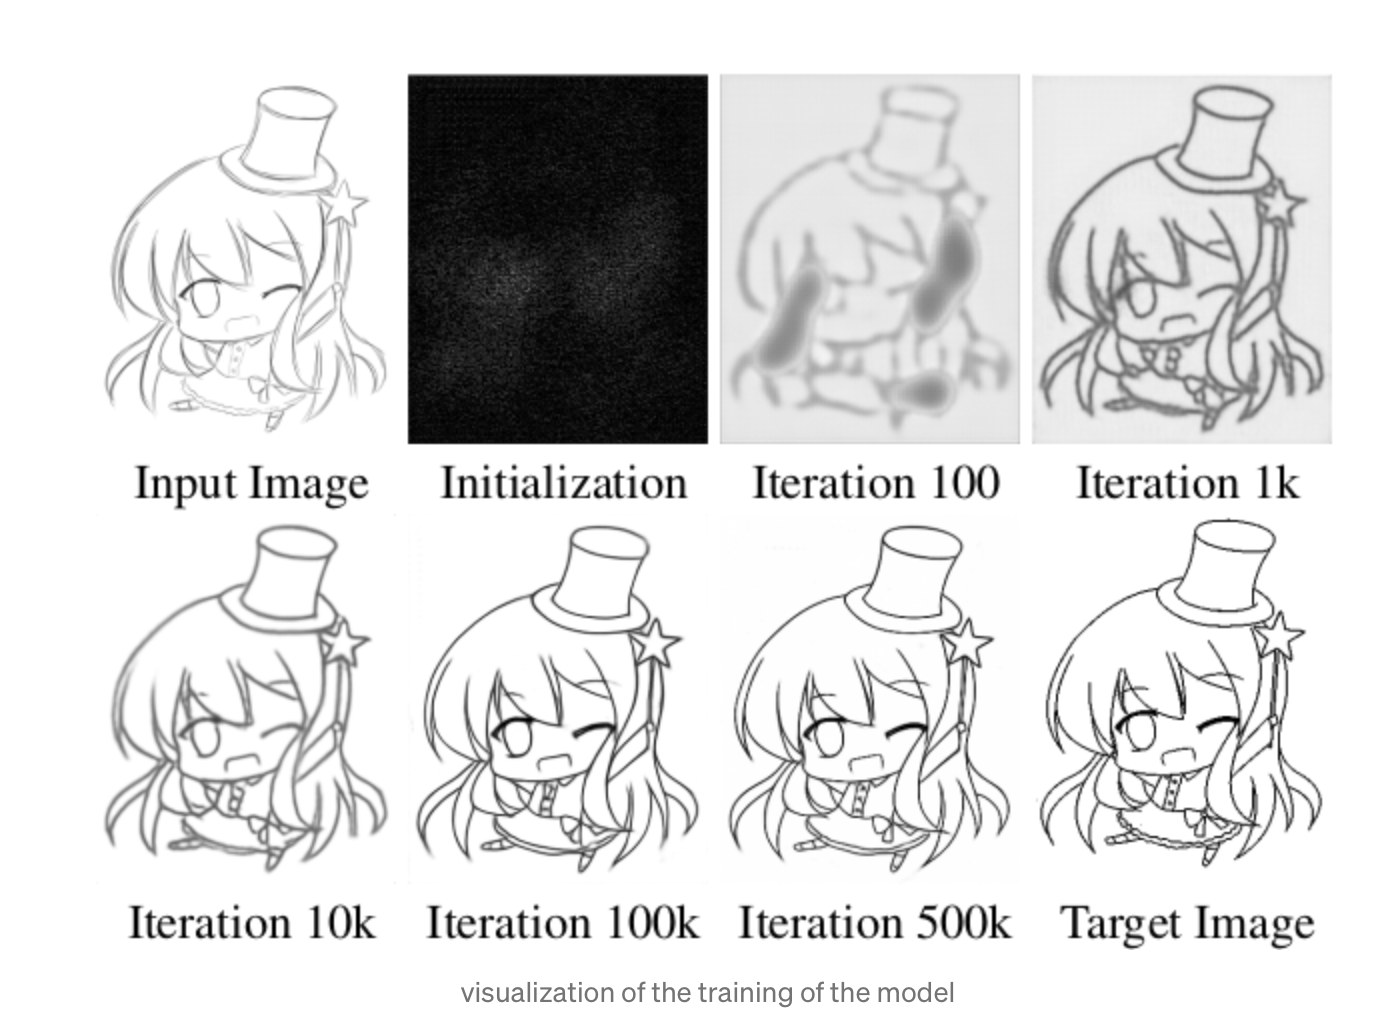 Input Image
Initialization
Iteration 100
Iteration 1k
Iteration 10k
Iteration 100k
Iteration 500k
Target Image
visualization of the training of the model